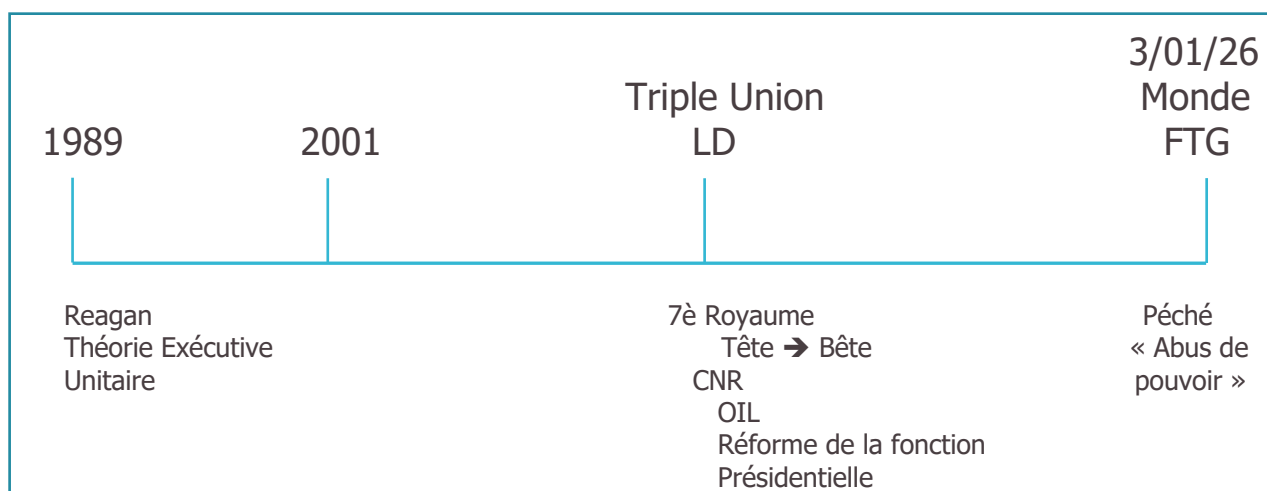 3/01/26
Triple Union
Monde
1989
2001
LD
FTG
Reagan
Théorie Exécutive
Unitaire
7è Royaume
Tête ➔ Bête
CNR
OIL
Réforme de la fonction
Présidentielle
Péché
« Abus de
pouvoir »